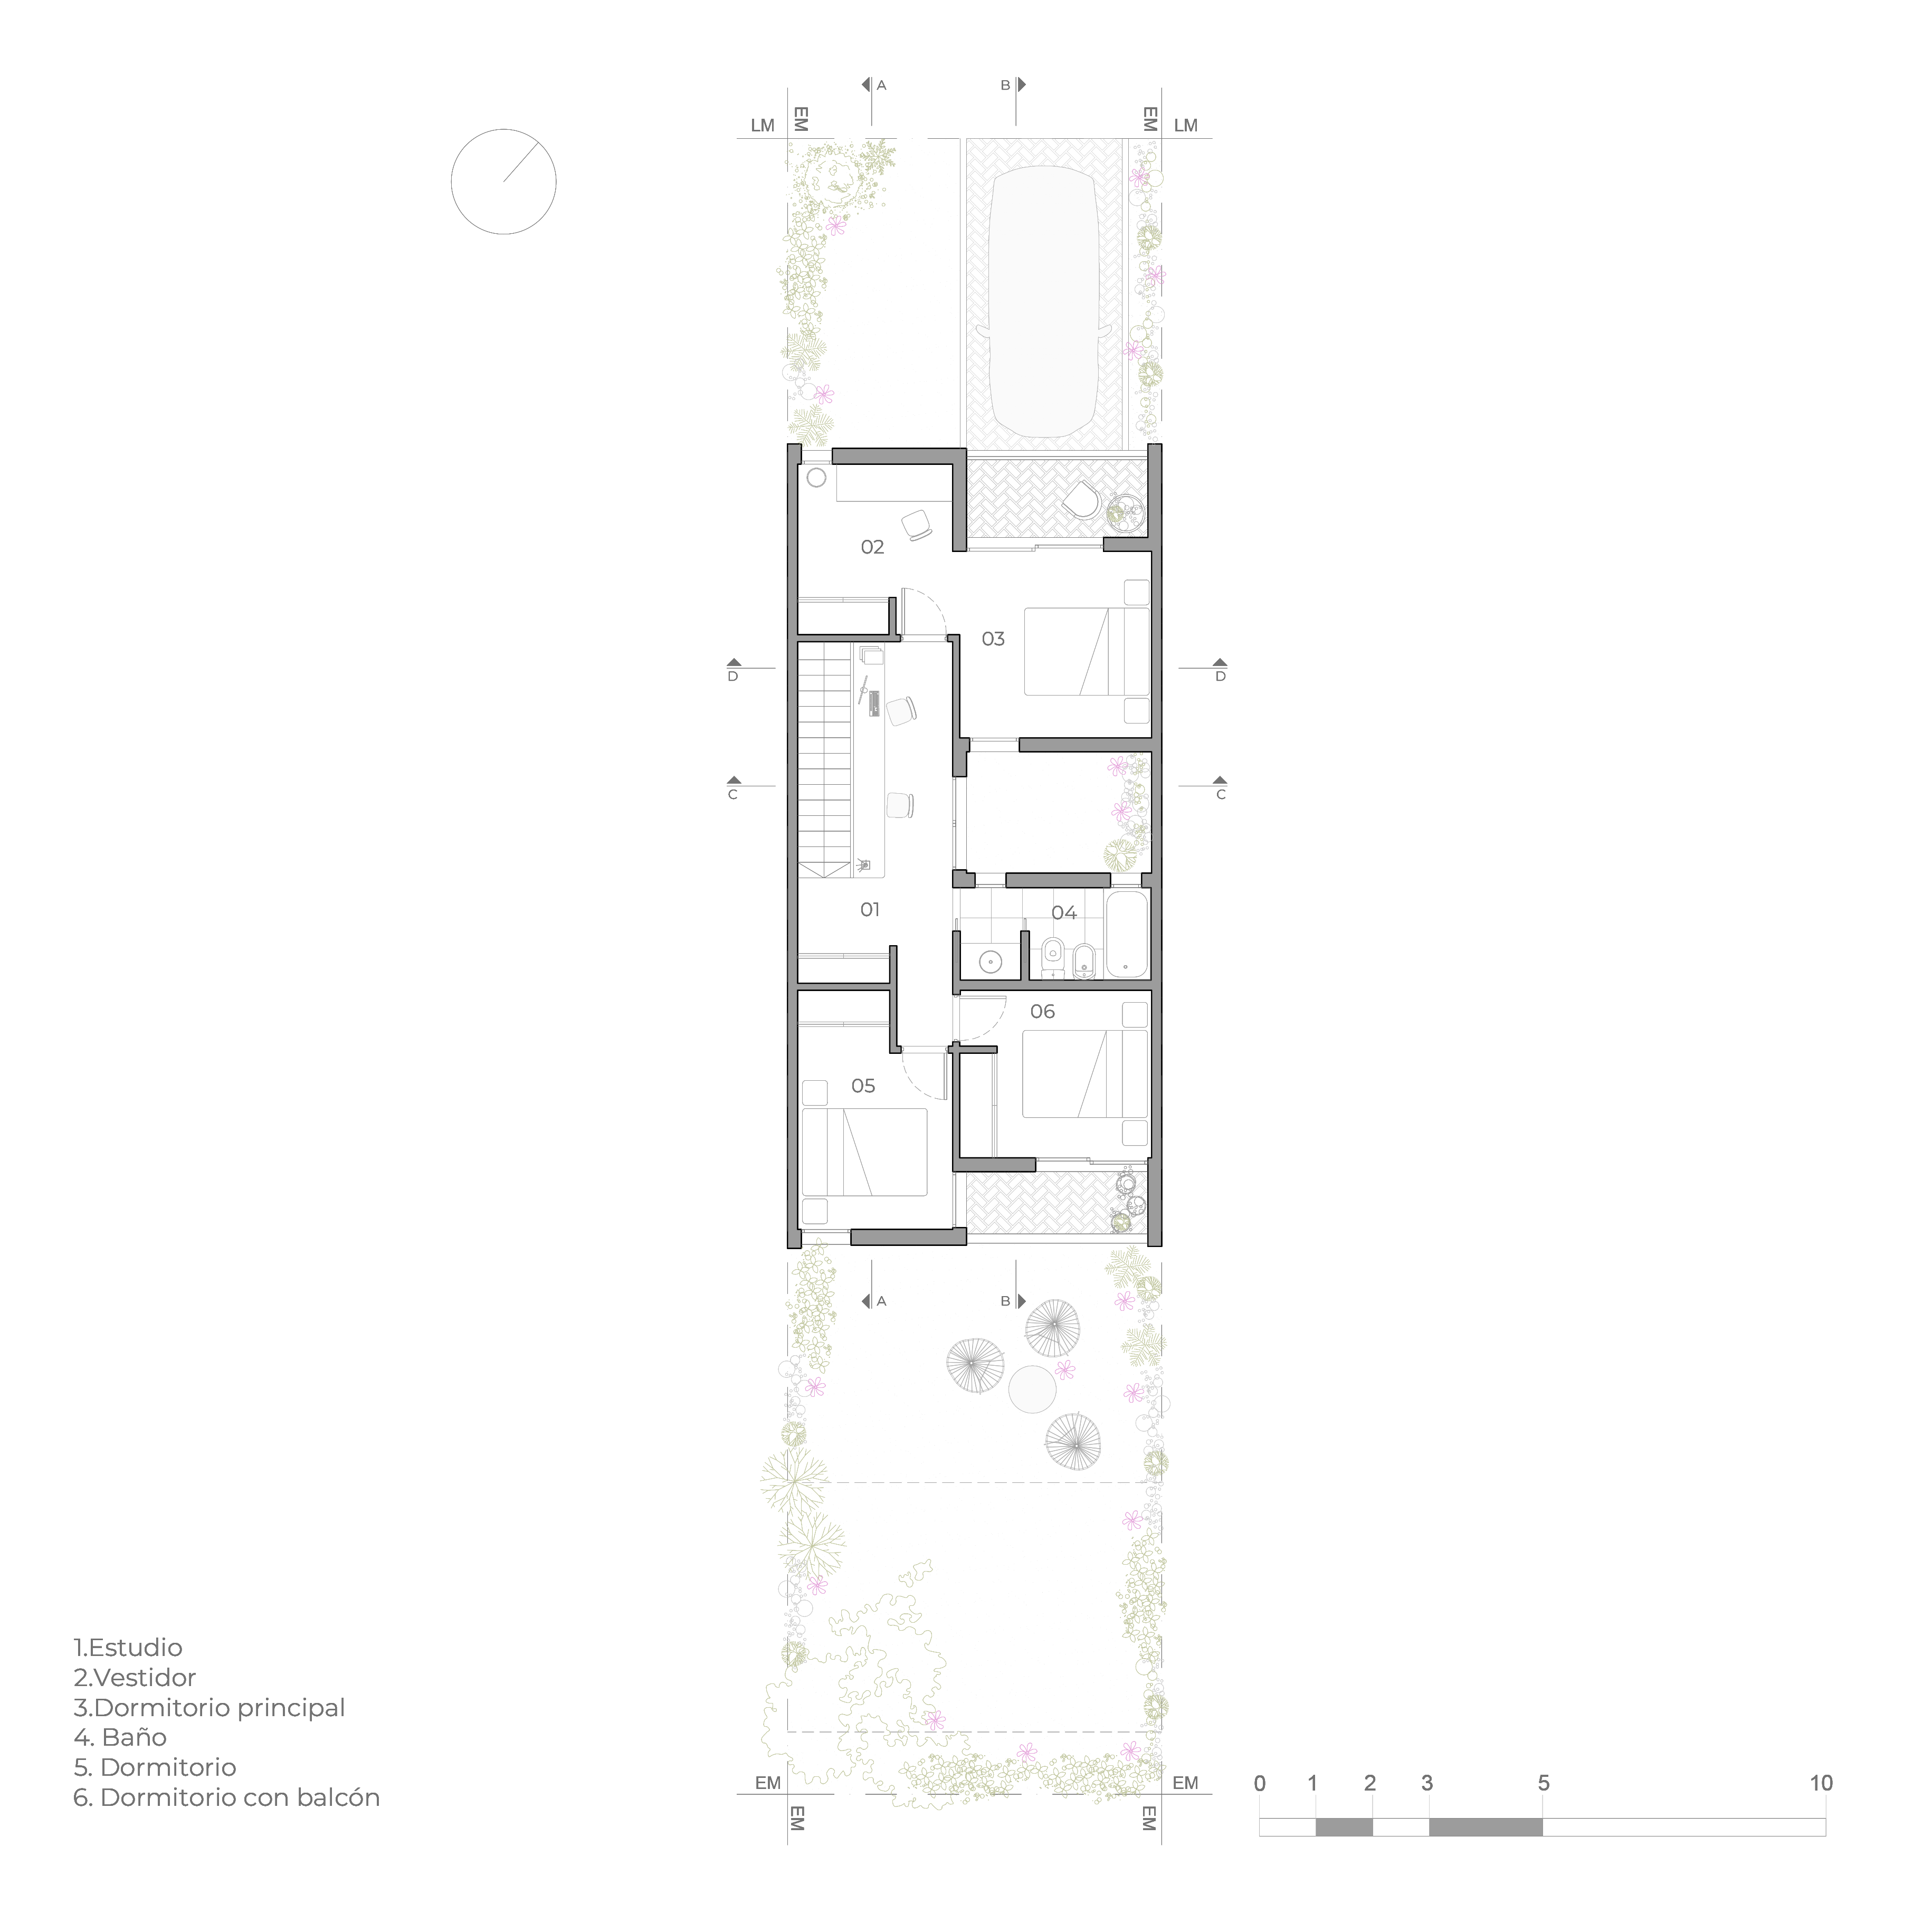 A
B
LM
EM
EM
LM
02
03
D
D
C
C
01
04
06
05
A
B
1.Estudio
2.Vestidor
3.Dormitorio principal
4. Baño
5. Dormitorio
6. Dormitorio con balcón
EM
EM
EM
EM
0 1 2 3 5 10